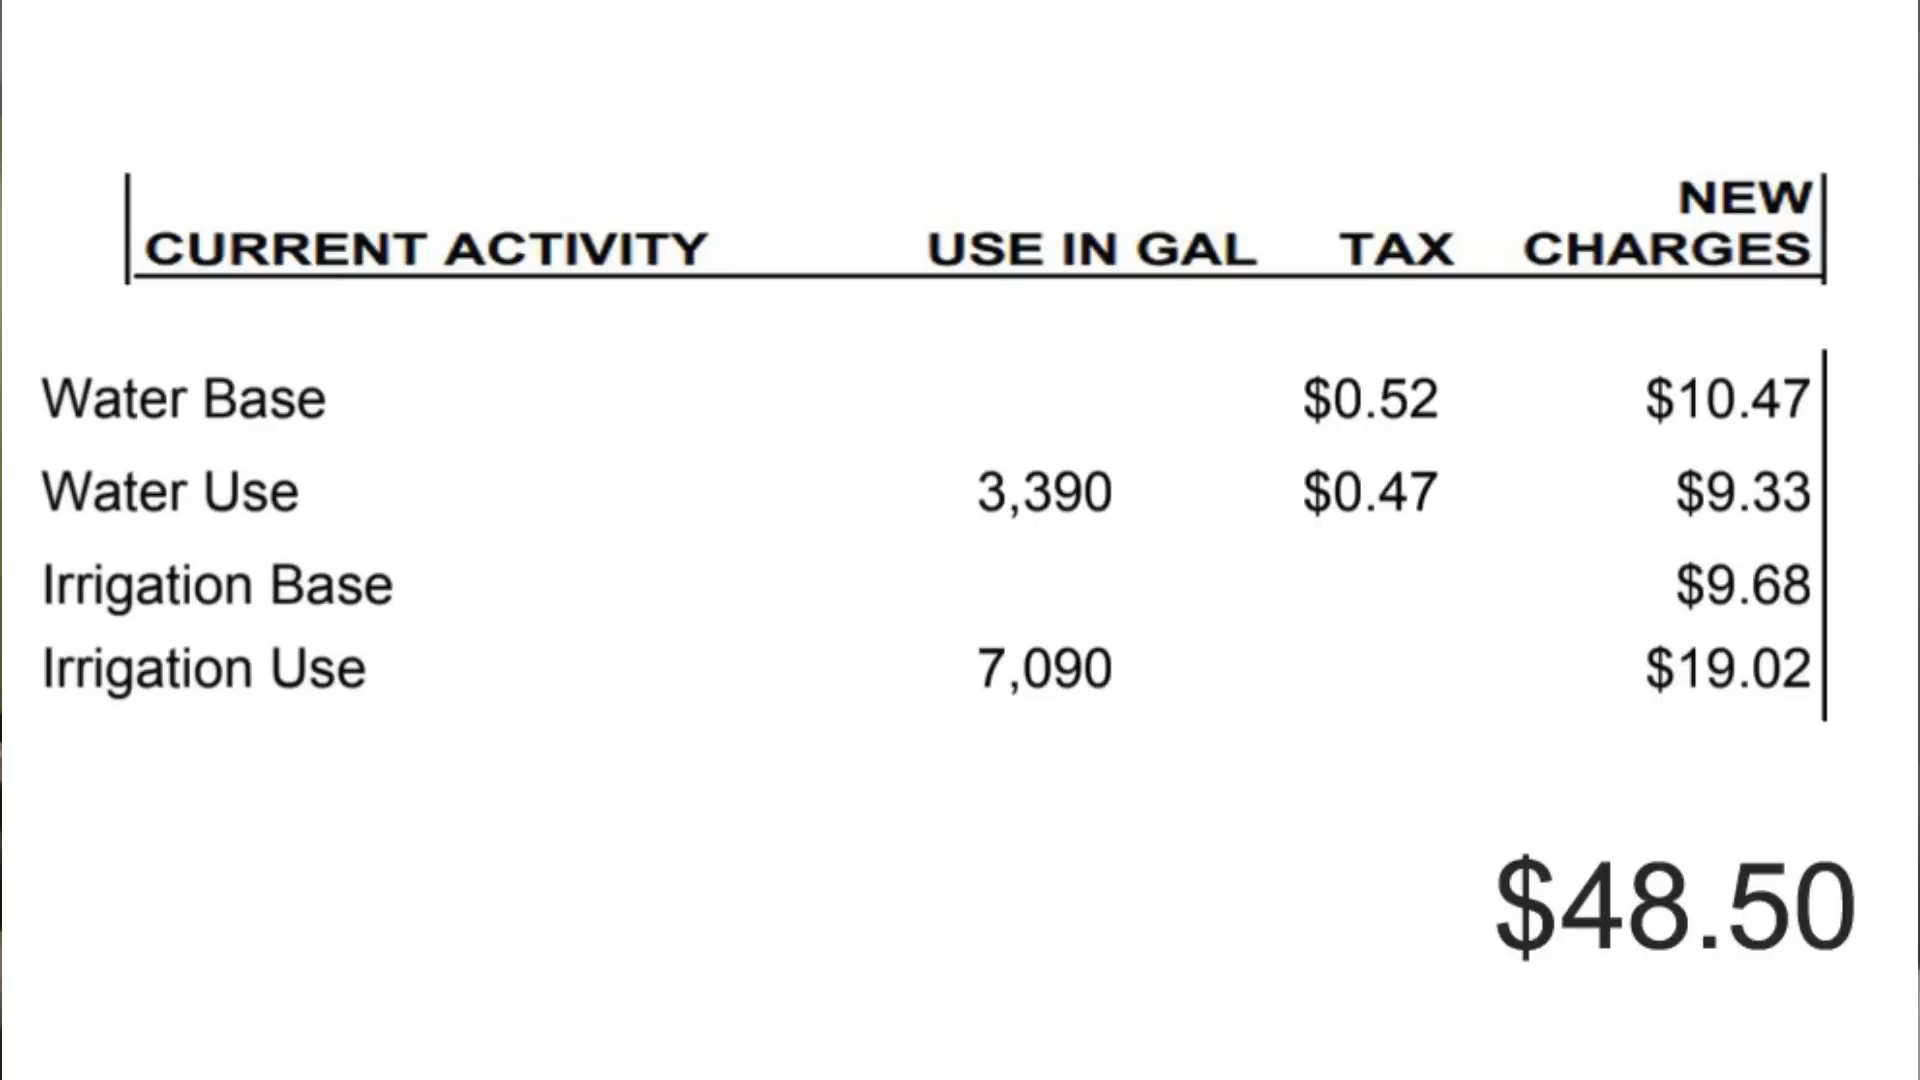 CURRENT ACTIVITY USE IN GAL TAX NEW CHARGES
Water Base $0.52 $10.47
Water Use 3,390 $0.47 $9.33
Irrigation Base $9.68
Irrigation Use 7,090 $19.02
$48.50